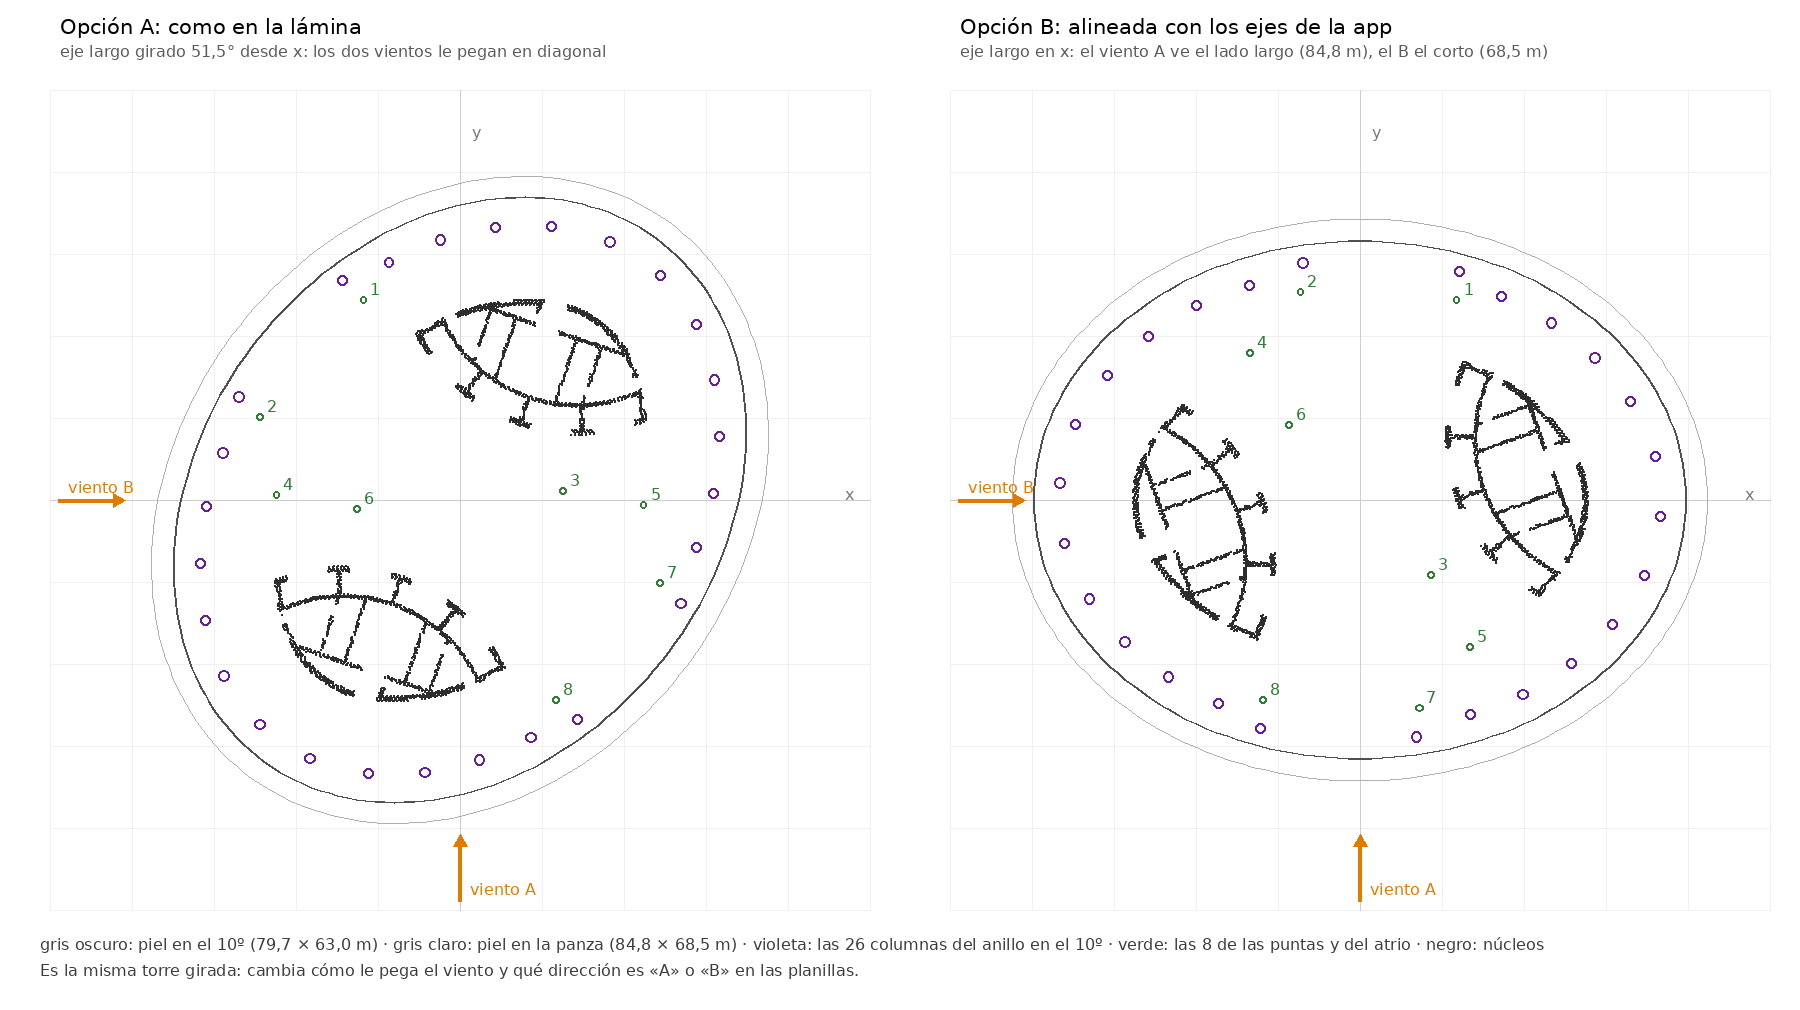 Opción A: como en la lámina
eje largo girado 51,5° desde x: los dos vientos le pegan en diagonal
y
1
2
4
6
3
5
x
viento B
7
8
viento A
Opción B: alineada con los ejes de la app
eje largo en x: el viento A ve el lado largo (84,8 m), el B el corto (68,5 m)
y
2
1
4
6
viento B
x
3
5
8
7
viento A
gris oscuro: piel en el 10º (79,7 × 63,0 m) · gris claro: piel en la panza (84,8 × 68,5 m) · violeta: las 26 columnas del anillo en el 10º · verde: las 8 de las puntas y del atrio · negro: núcleos
Es la misma torre girada: cambia cómo le pega el viento y qué dirección es «A» o «B» en las planillas.